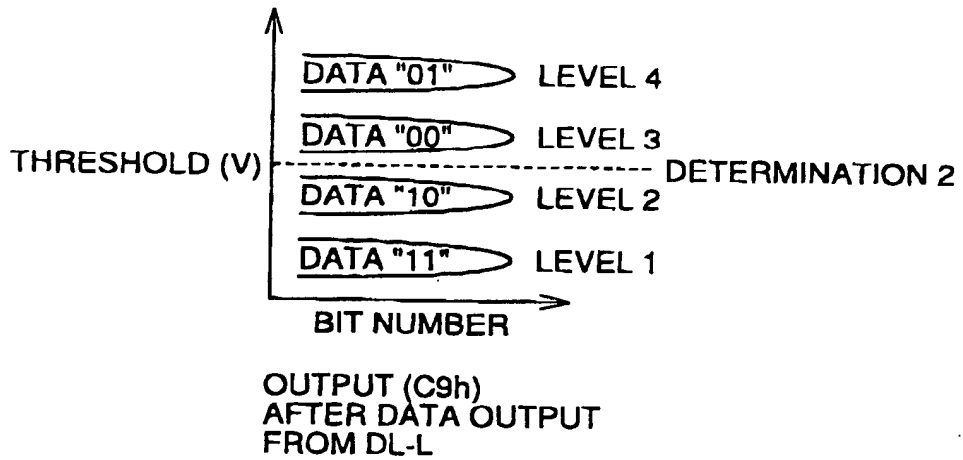 DATA "01" LEVEL 4
DATA "00" LEVEL 3
THRESHOLD (V) DETERMINATION 2
DATA "10" LEVEL 2
DATA "11" LEVEL 1
BIT NUMBER
OUTPUT (C9h)
AFTER DATA OUTPUT
FROM DL-L